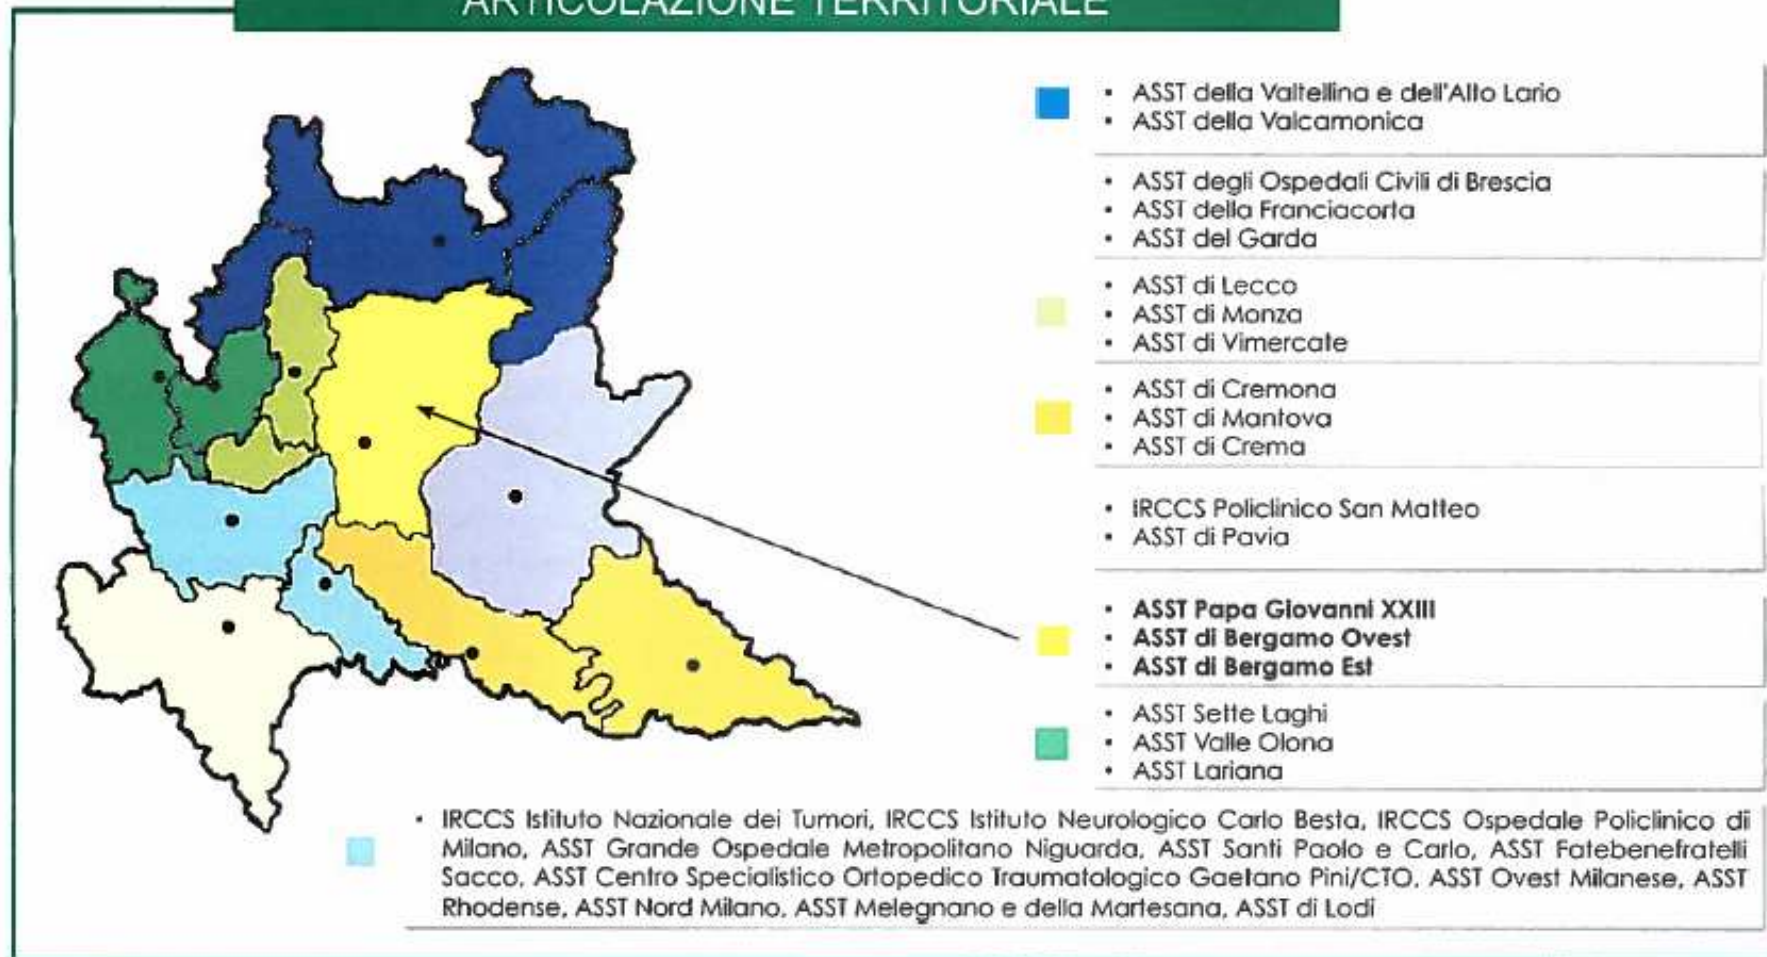 ARTICOLAZIONE TERRITORIALE
• ASST della Valtellina e dell'Alto Lario
• ASST della Valcamonica
• ASST degli Ospedali Civili di Brescia
• ASST della Franciacorta
• ASST del Garda
• ASST di Lecco
• ASST di Monza
• ASST di Vimercate
• ASST di Cremona
• ASST di Mantova
• ASST di Crema
• IRCCS Policlinico San Matteo
• ASST di Pavia
• ASST Papa Giovanni XXIII
• ASST di Bergamo Ovest
• ASST di Bergamo Est
• ASST Sette Laghi
• ASST Valle Olona
• ASST Lariana
• IRCCS Istituto Nazionale dei Tumori, IRCCS Istituto Neurologico Carlo Besta, IRCCS Ospedale Policlinico di
Milano, ASST Grande Ospedale Metropolitano Niguarda, ASST Santi Paolo e Carlo, ASST Fatebenefratelli
Sacco, ASST Centro Specialistico Ortopedico Traumatologico Gaetano Pini/CTO, ASST Ovest Milanese, ASST
Rhodense, ASST Nord Milano, ASST Melegnano e della Martesana, ASST di Lodi